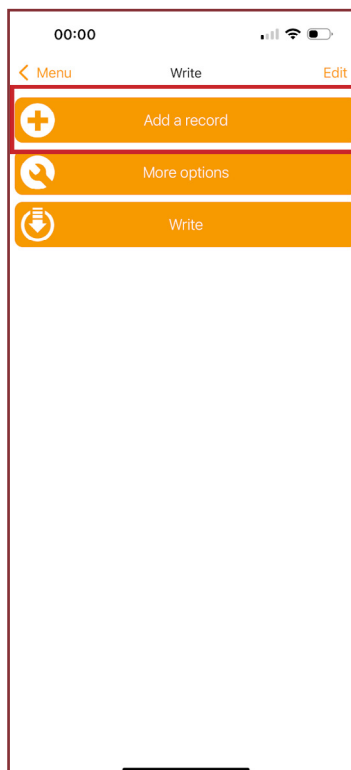 00:00
Menu Write Edit
Add a record
More options
Write